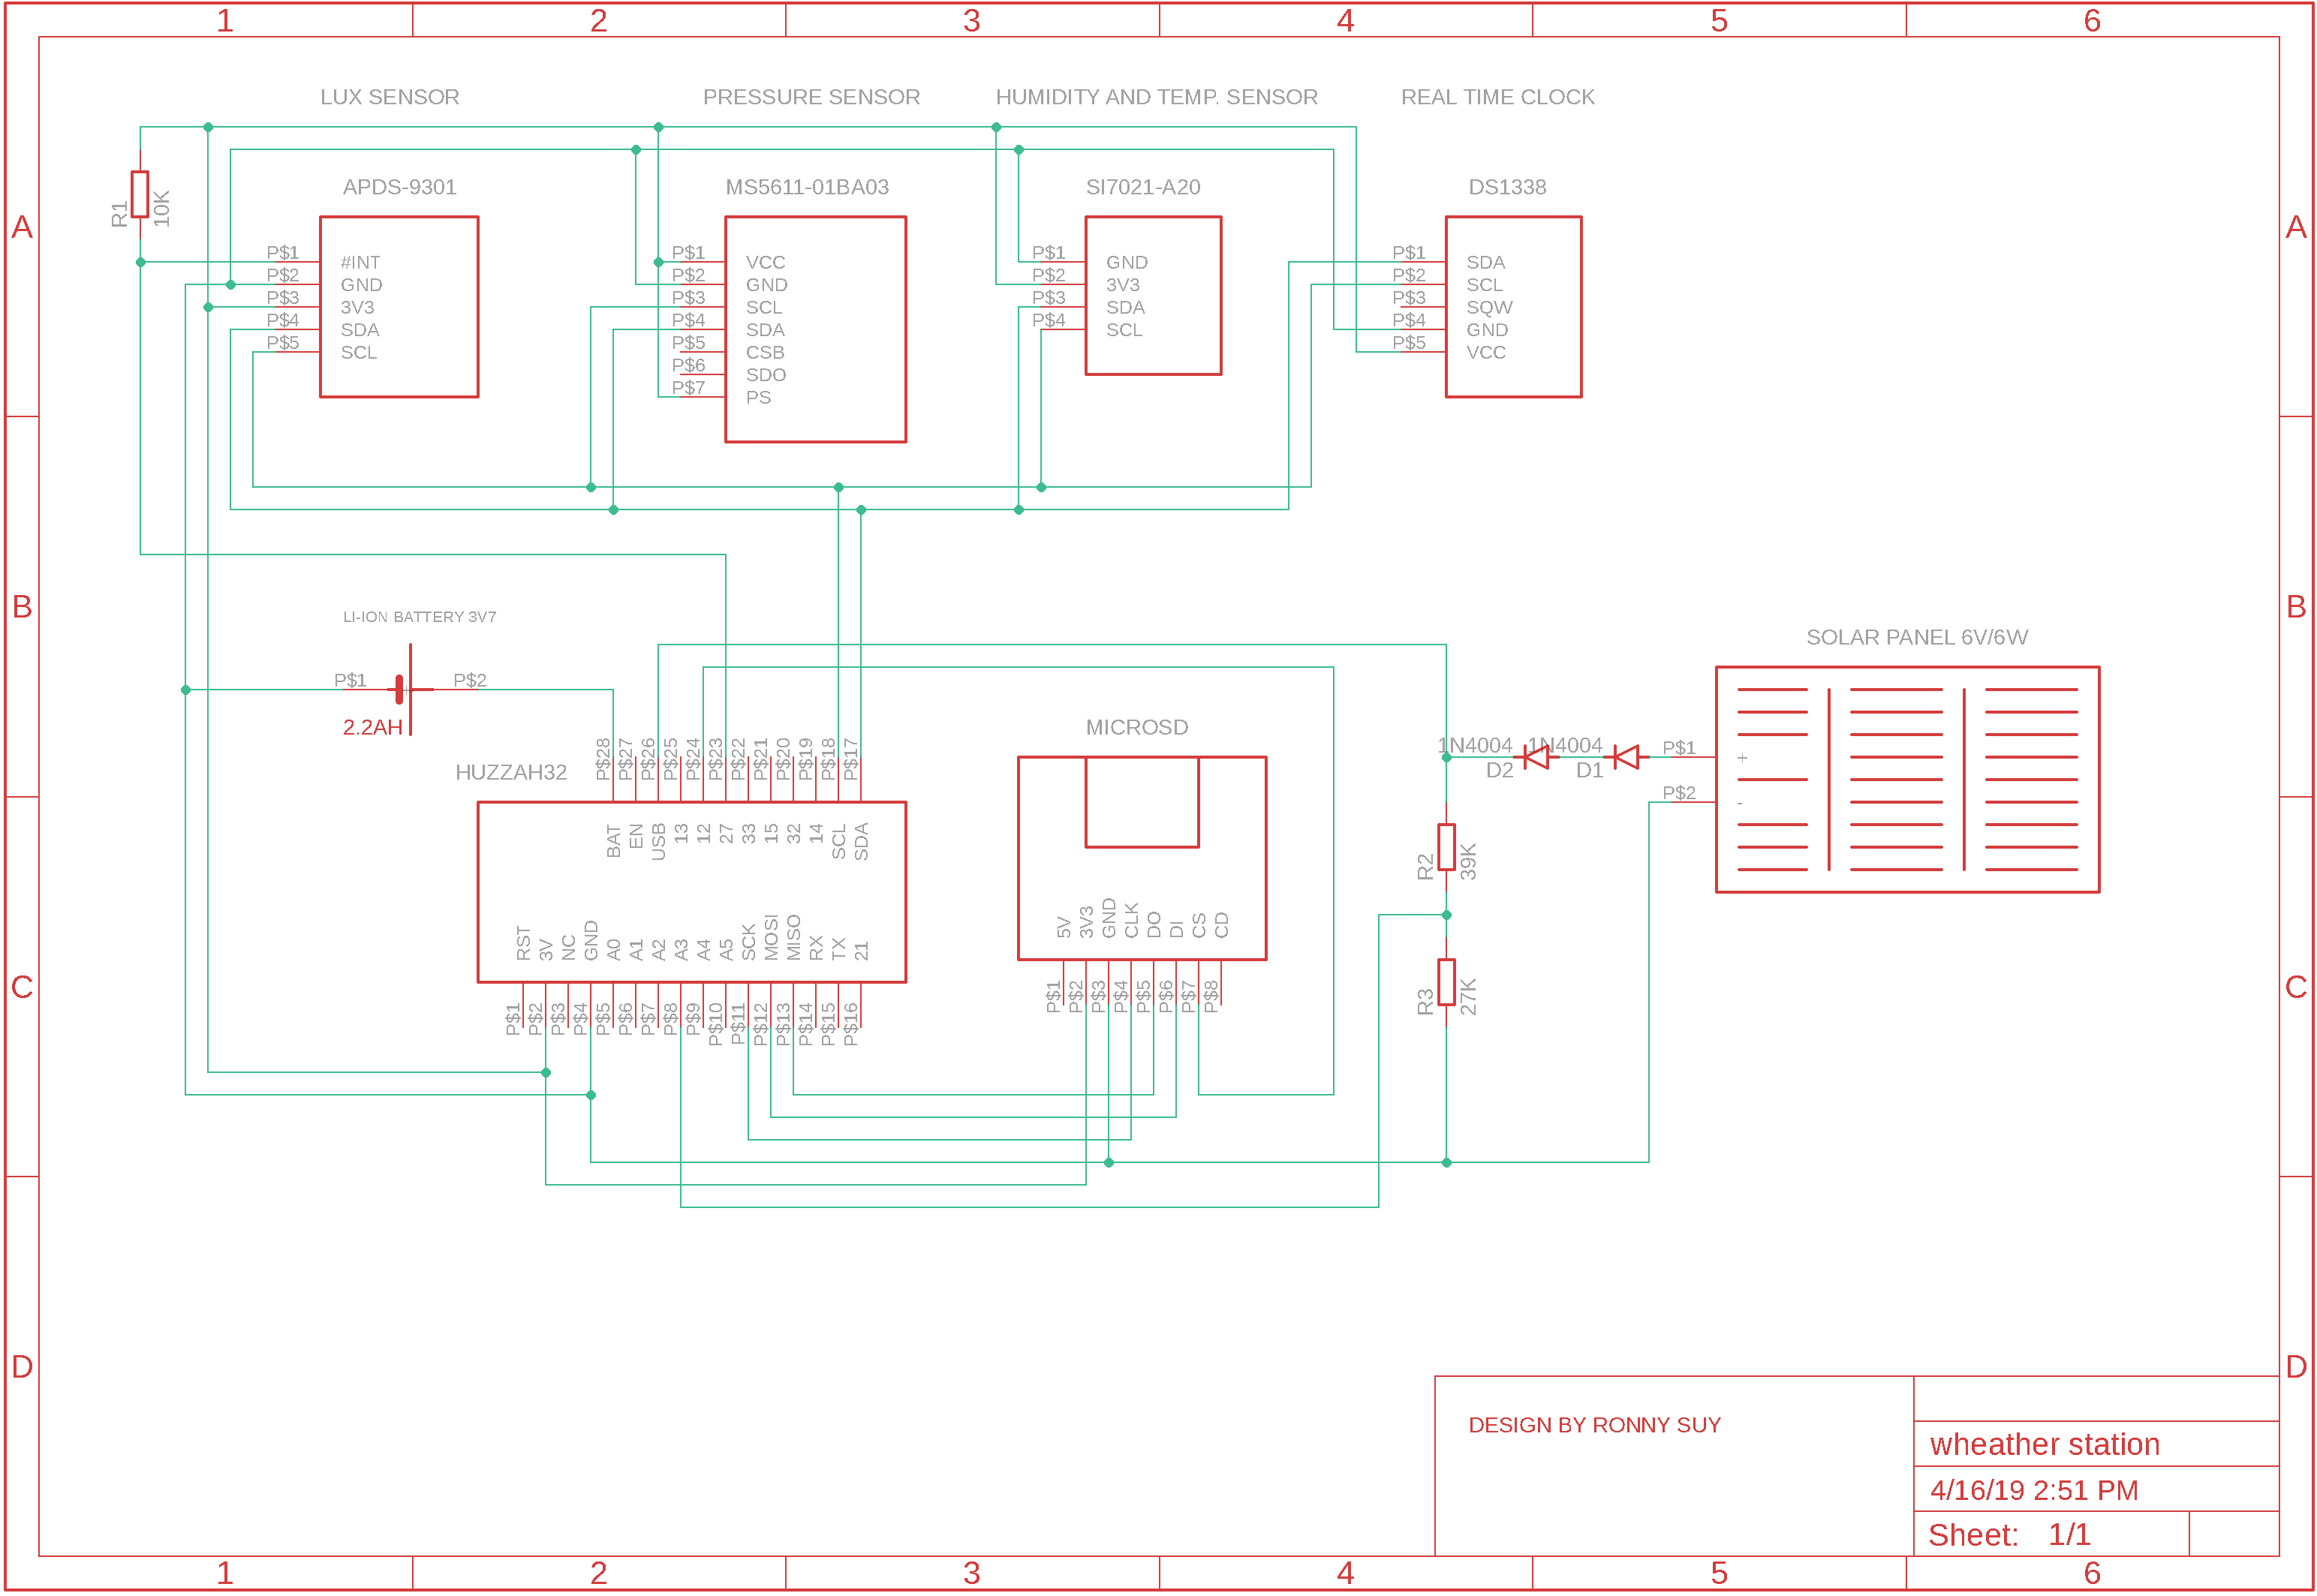 1 2 3 4 5 6
LUX SENSOR PRESSURE SENSOR HUMIDITY AND TEMP. SENSOR REAL TIME CLOCK
APDS-9301 MS5611-01BA03 SI7021-A20 DS1338
R1 10K
A A
P$1 #INT
P$2 GND
P$3 3V3
P$4 SDA
P$5 SCL
P$1 VCC
P$2 GND
P$3 SCL
P$4 SDA
P$5 CSB
P$6 SDO
P$7 PS
P$1 GND
P$2 3V3
P$3 SDA
P$4 SCL
P$1 SDA
P$2 SCL
P$3 SQW
P$4 GND
P$5 VCC
B B
LI-ION BATTERY 3V7
P$1 P$2
2.2AH
SOLAR PANEL 6V/6W
P$1 +
P$2 -
1N4004 1N4004
D2 D1
MICROSD
HUZZAH32
P$28 P$27 P$26 P$25 P$24 P$23 P$22 P$21 P$20 P$19 P$18 P$17
BAT EN USB 13 12 27 33 15 32 14 SCL SDA
RST 3V NC GND A0 A1 A2 A3 A4 A5 SCK MOSI MISO RX TX 21
P$1 P$2 P$3 P$4 P$5 P$6 P$7 P$8 P$9 P$10 P$11 P$12 P$13 P$14 P$15 P$16
5V 3V3 GND CLK DO DI CS CD
P$1 P$2 P$3 P$4 P$5 P$6 P$7 P$8
R2 39K
R3 27K
C C
D D
DESIGN BY RONNY SUY
wheather station
4/16/19 2:51 PM
Sheet: 1/1
1 2 3 4 5 6